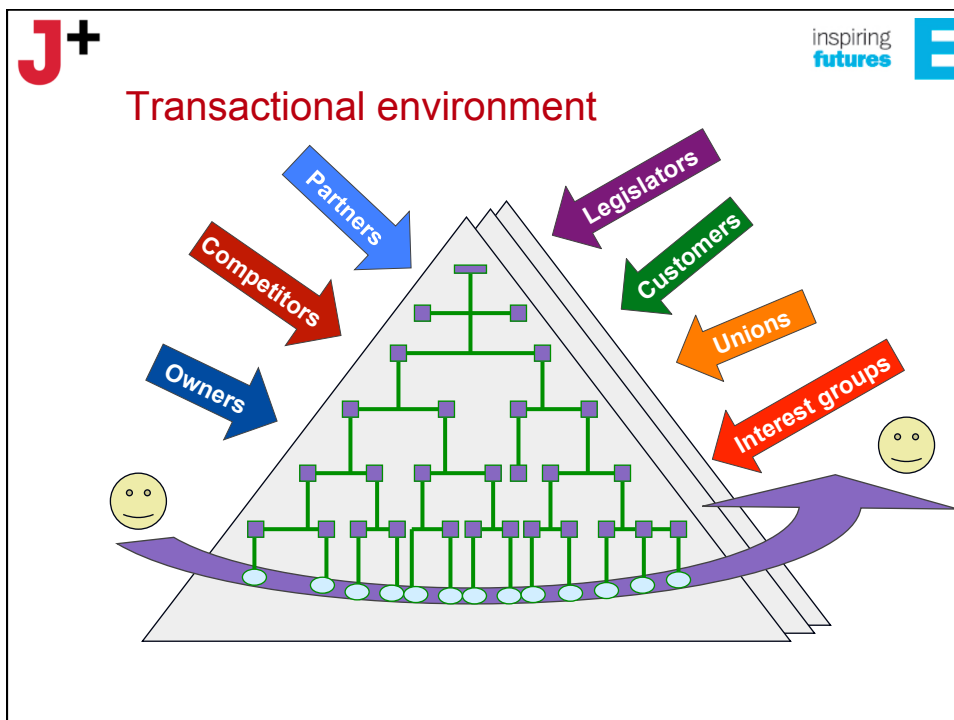 J+
inspiring
futures
E
Transactional environment
Partners
Legislators
Customers
Competitors
Unions
Owners
Interest groups